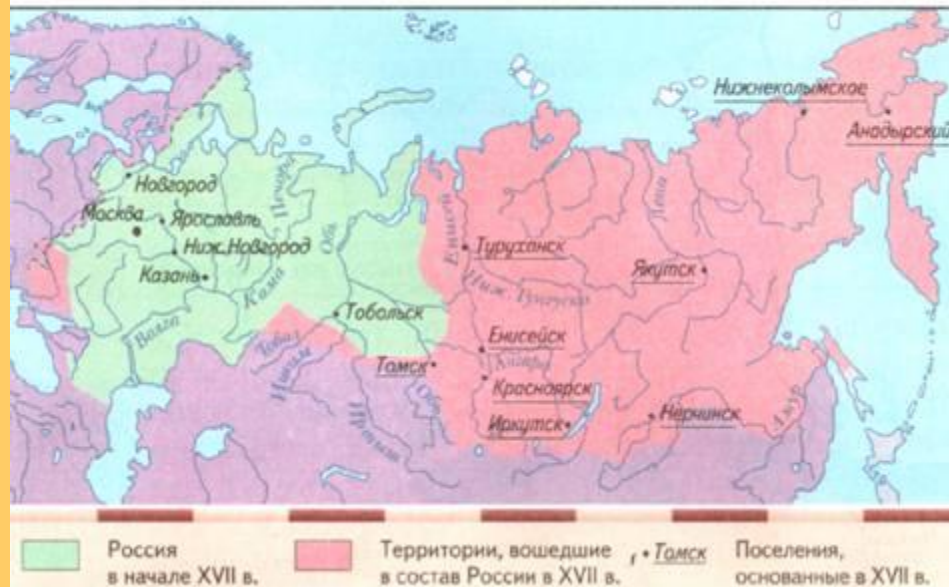 Нижнеколымское
Анадырский
Новгород
Москва
Ярославль
Печора
Обь
Енисей
Лена
Ниж.Новгород
Туруханск
Казань
Кама
Якутск
Ниж. Тунгуска
Волга
Тобольск
Тобол
Ишим
Енисейск
Ангара
Томск
Красноярск
Обь
Иртыш
Иркутск
Нерчинск
Амур
Россия
в начале XVII в.
Территории, вошедшие
в состав России в XVII в.
Томск
Поселения,
основанные в XVII в.